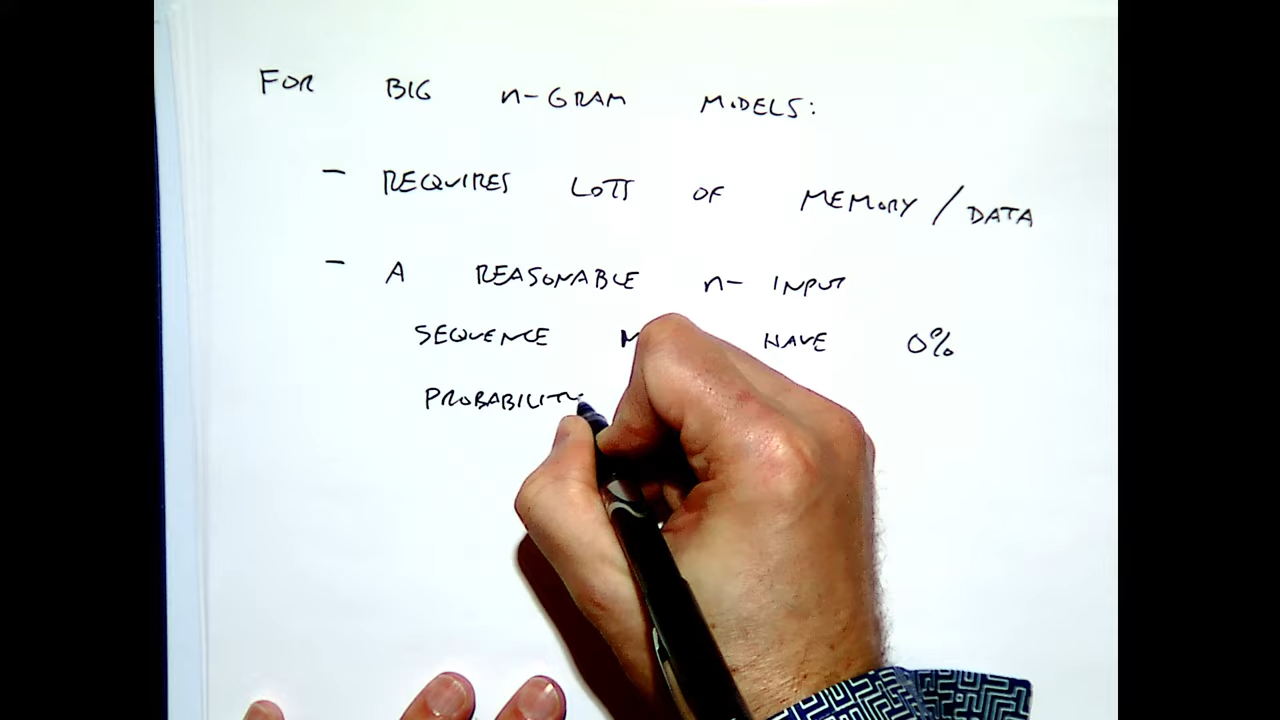 FOR BIG n-GRAM MODELS:
- REQUIRES LOTS OF MEMORY/DATA
- A REASONABLE n-INPUT
SEQUENCE HAVE 0%
PROBABILITY